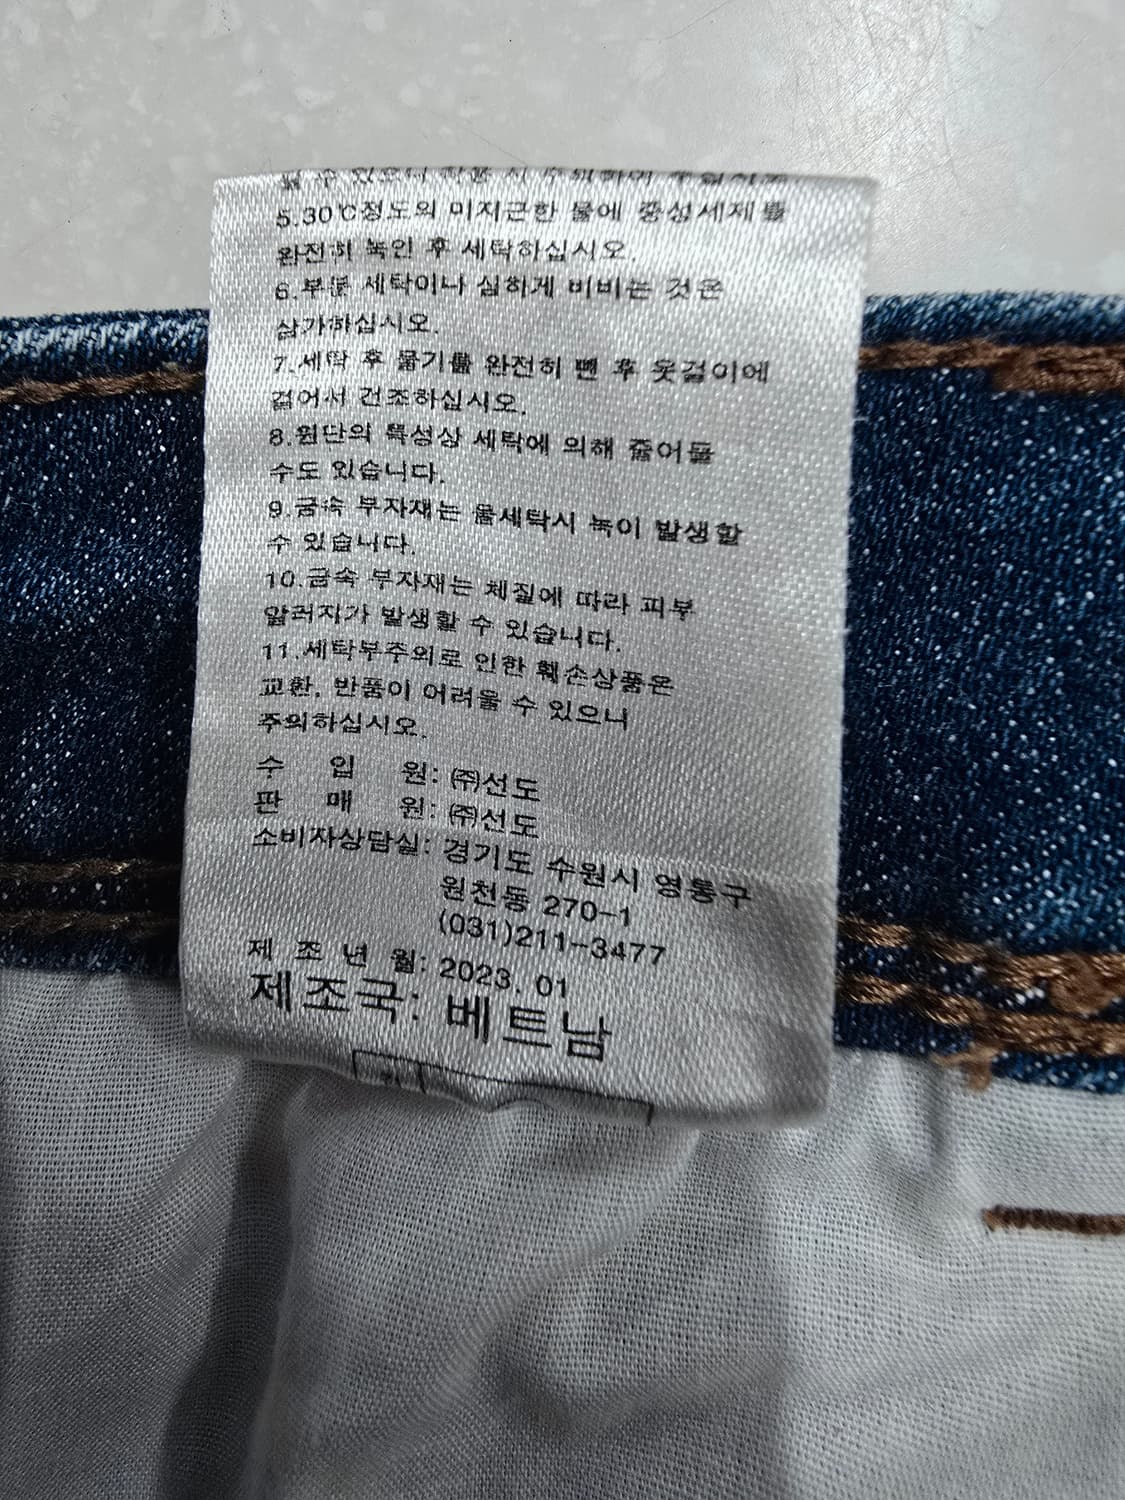 수 있으니
5.30℃정도의 미지근한 물에 중성세제를
완전히 녹인 후 세탁하십시오.
6.부분 세탁이나 심하게 비비는 것은
삼가하십시오.
7.세탁 후 물기를 완전히 뺀 후 옷걸이에
걸어서 건조하십시오.
8.원단의 특성상 세탁에 의해 줄어들
수도 있습니다.
9.금속 부자재는 물세탁시 녹이 발생할
수 있습니다.
10.금속 부자재는 체질에 따라 피부
알러지가 발생할 수 있습니다.
11.세탁부주의로 인한 훼손상품은
교환, 반품이 어려울 수 있으니
주의하십시오.
수 입 원: ㈜선도
판 매 원: ㈜선도
소비자상담실: 경기도 수원시 영통구
원천동 270-1
(031)211-3477
제 조 년 월: 2023. 01
제조국: 베트남